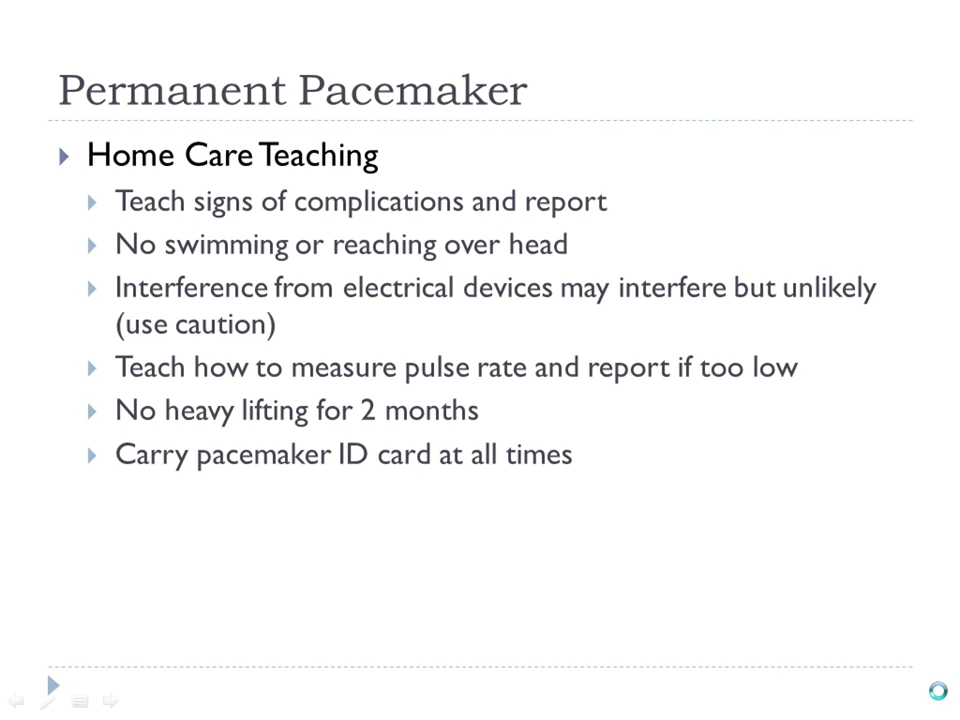 Permanent Pacemaker
Home Care Teaching
Teach signs of complications and report
No swimming or reaching over head
Interference from electrical devices may interfere but unlikely
(use caution)
Teach how to measure pulse rate and report if too low
No heavy lifting for 2 months
Carry pacemaker ID card at all times